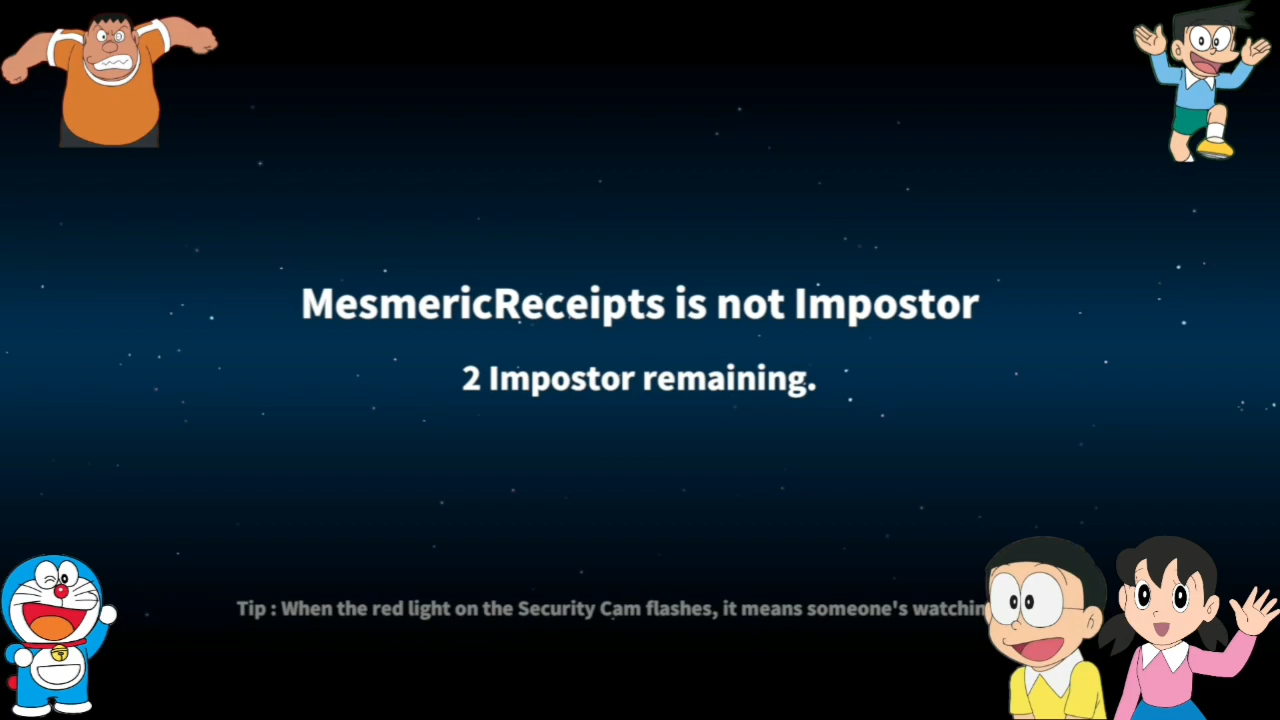 MesmericReceipts is not Impostor
2 Impostor remaining.
Tip : When the red light on the Security Cam flashes, it means someone's watchin